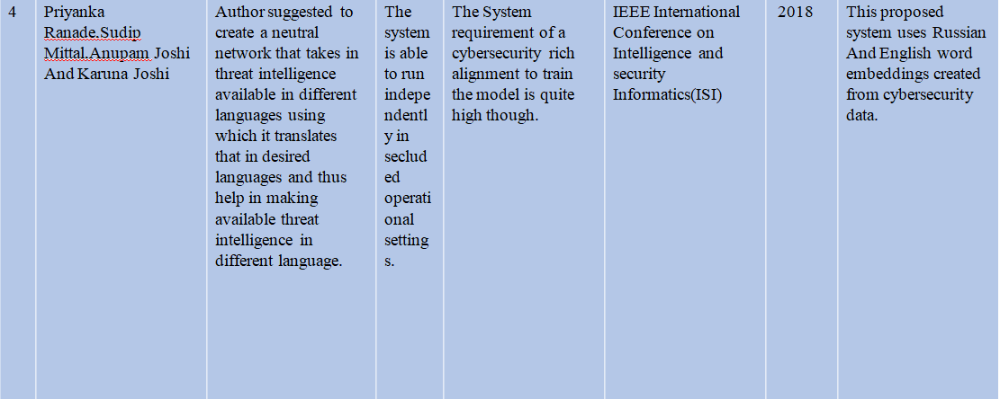 4
Priyanka
Ranade.Sudip
Mittal.Anupam Joshi
And Karuna Joshi
Author suggested to
create a neutral
network that takes in
threat intelligence
available in different
languages using
which it translates
that in desired
languages and thus
help in making
available threat
intelligence in
different language.
The
system
is able
to run
indepe
ndentl
y in
seclud
ed
operati
onal
setting
s.
The System
requirement of a
cybersecurity rich
alignment to train
the model is quite
high though.
IEEE International
Conference on
Intelligence and
security
Informatics(ISI)
2018
This proposed
system uses Russian
And English word
embeddings created
from cybersecurity
data.